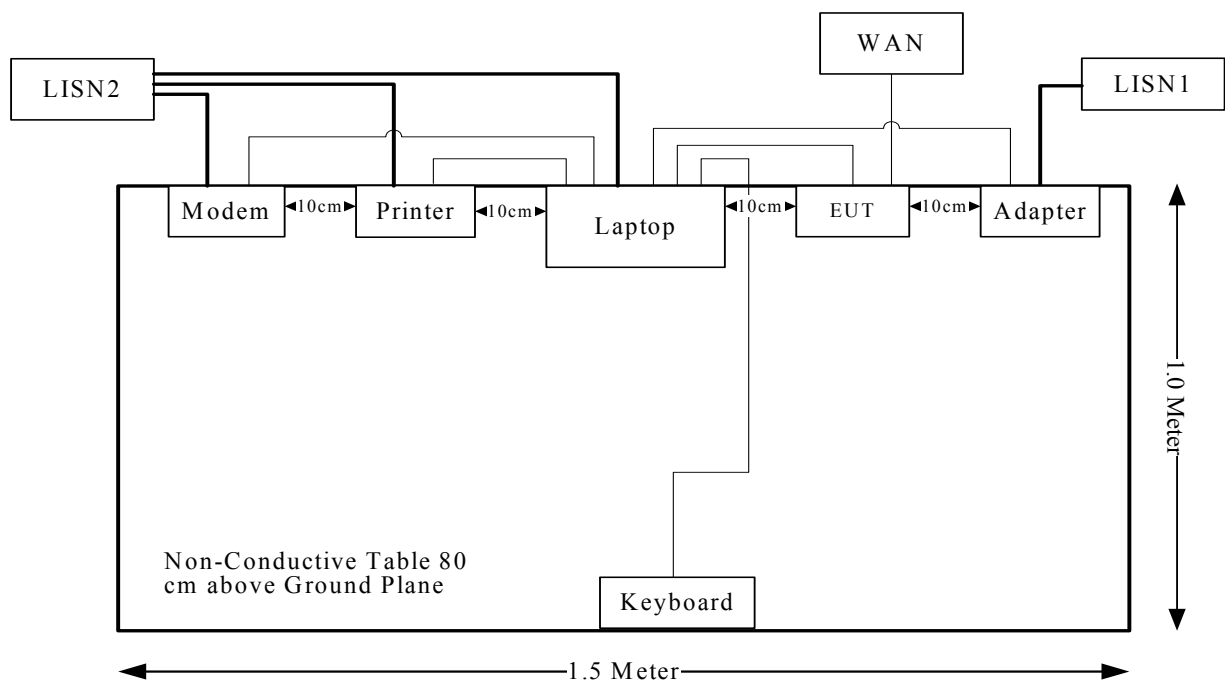 WAN
LISN2
LISN1
Modem
10cm
Printer
10cm
Laptop
10cm
EUT
10cm
Adapter
1.0 Meter
Non-Conductive Table 80
cm above Ground Plane
Keyboard
1.5 Meter